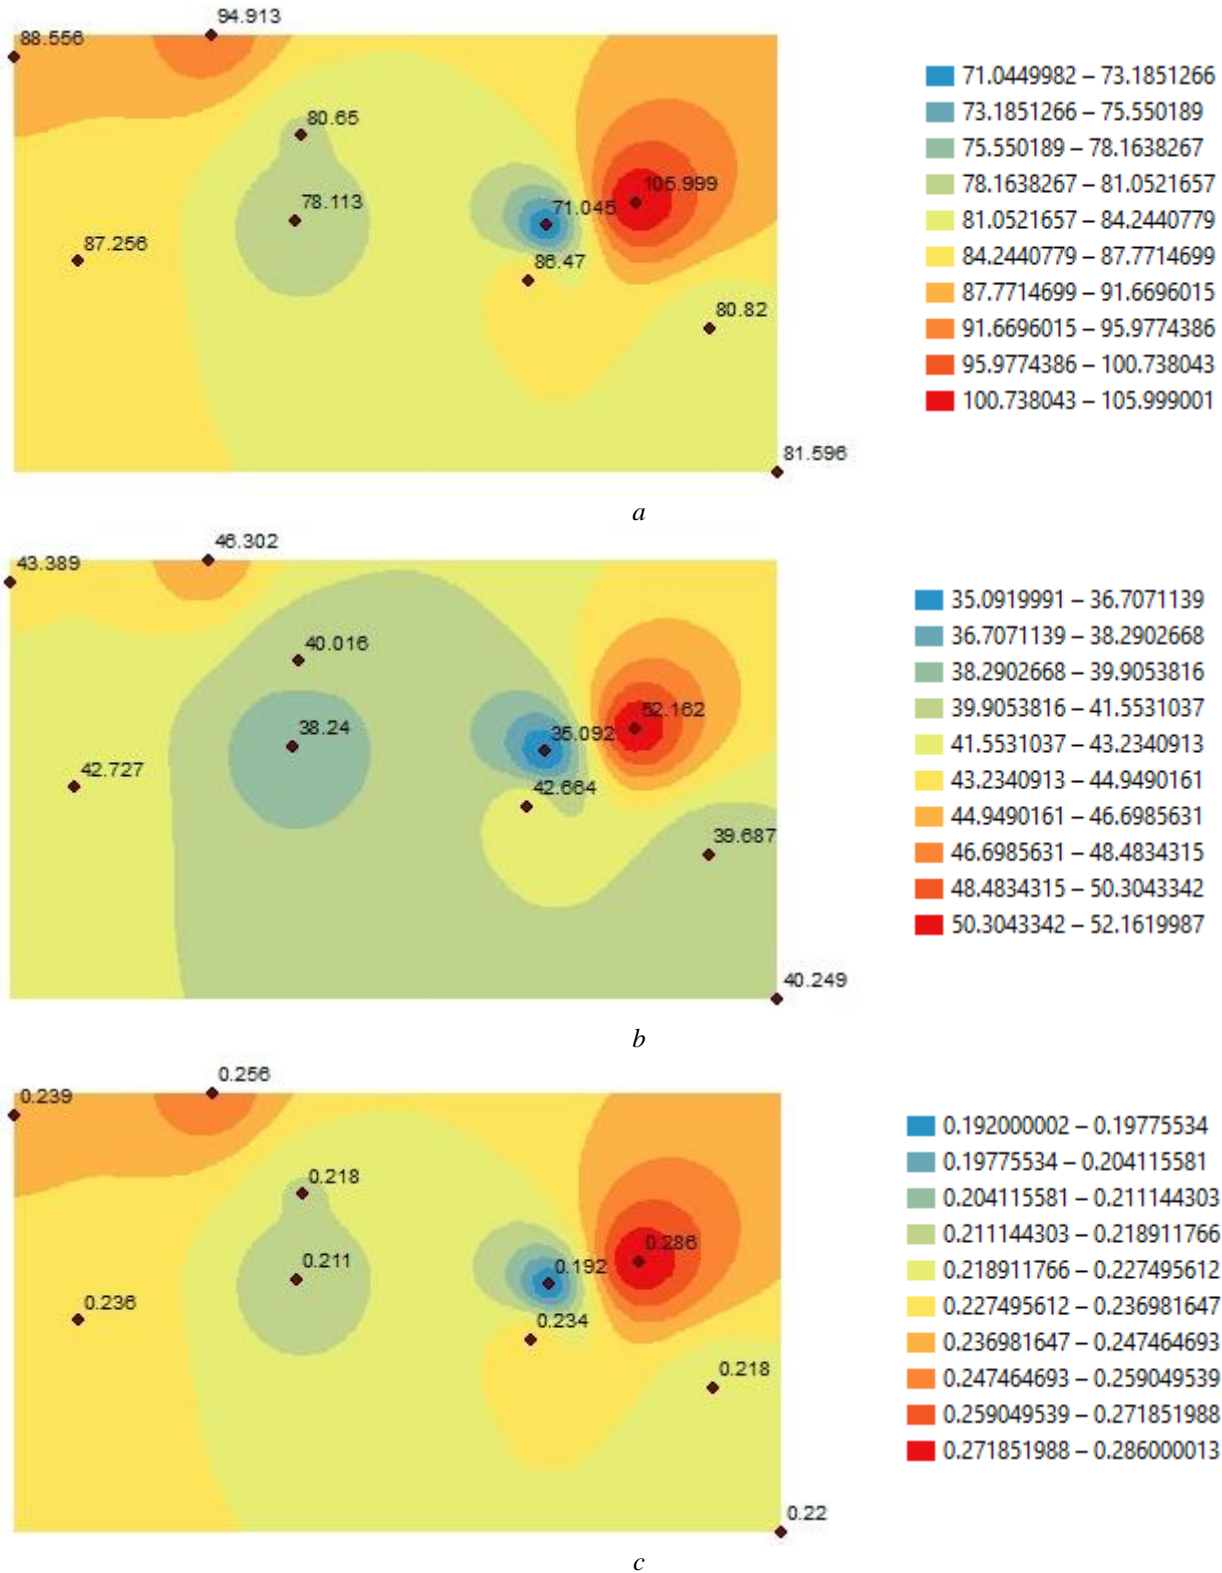 94.913
88.556
80.65
78.113
87.256
71.045
105.999
86.47
80.82
81.596
71.0449982 – 73.1851266
73.1851266 – 75.550189
75.550189 – 78.1638267
78.1638267 – 81.0521657
81.0521657 – 84.2440779
84.2440779 – 87.7714699
87.7714699 – 91.6696015
91.6696015 – 95.9774386
95.9774386 – 100.738043
100.738043 – 105.999001
a
46.302
43.389
40.016
38.24
42.727
35.092
52.162
42.664
39.687
40.249
35.0919991 – 36.7071139
36.7071139 – 38.2902668
38.2902668 – 39.9053816
39.9053816 – 41.5531037
41.5531037 – 43.2340913
43.2340913 – 44.9490161
44.9490161 – 46.6985631
46.6985631 – 48.4834315
48.4834315 – 50.3043342
50.3043342 – 52.1619987
b
0.256
0.239
0.218
0.211
0.236
0.192
0.286
0.234
0.218
0.22
0.192000002 – 0.19775534
0.19775534 – 0.204115581
0.204115581 – 0.211144303
0.211144303 – 0.218911766
0.218911766 – 0.227495612
0.227495612 – 0.236981647
0.236981647 – 0.247464693
0.247464693 – 0.259049539
0.259049539 – 0.271851988
0.271851988 – 0.286000013
c